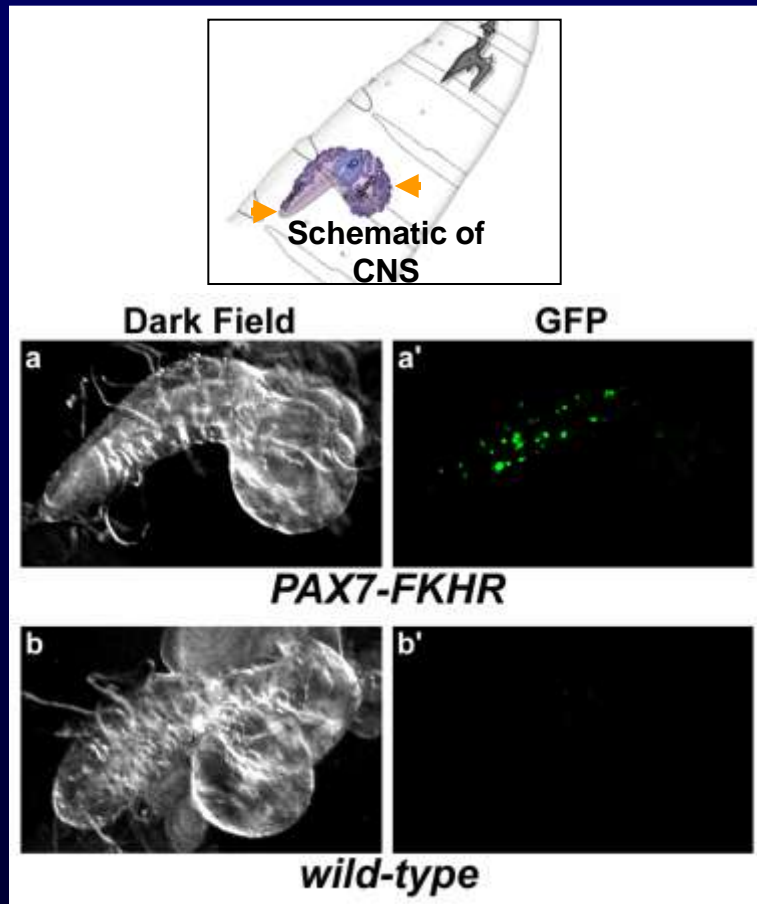 Schematic of
CNS
Dark Field GFP
a a'
PAX7-FKHR
b b'
wild-type